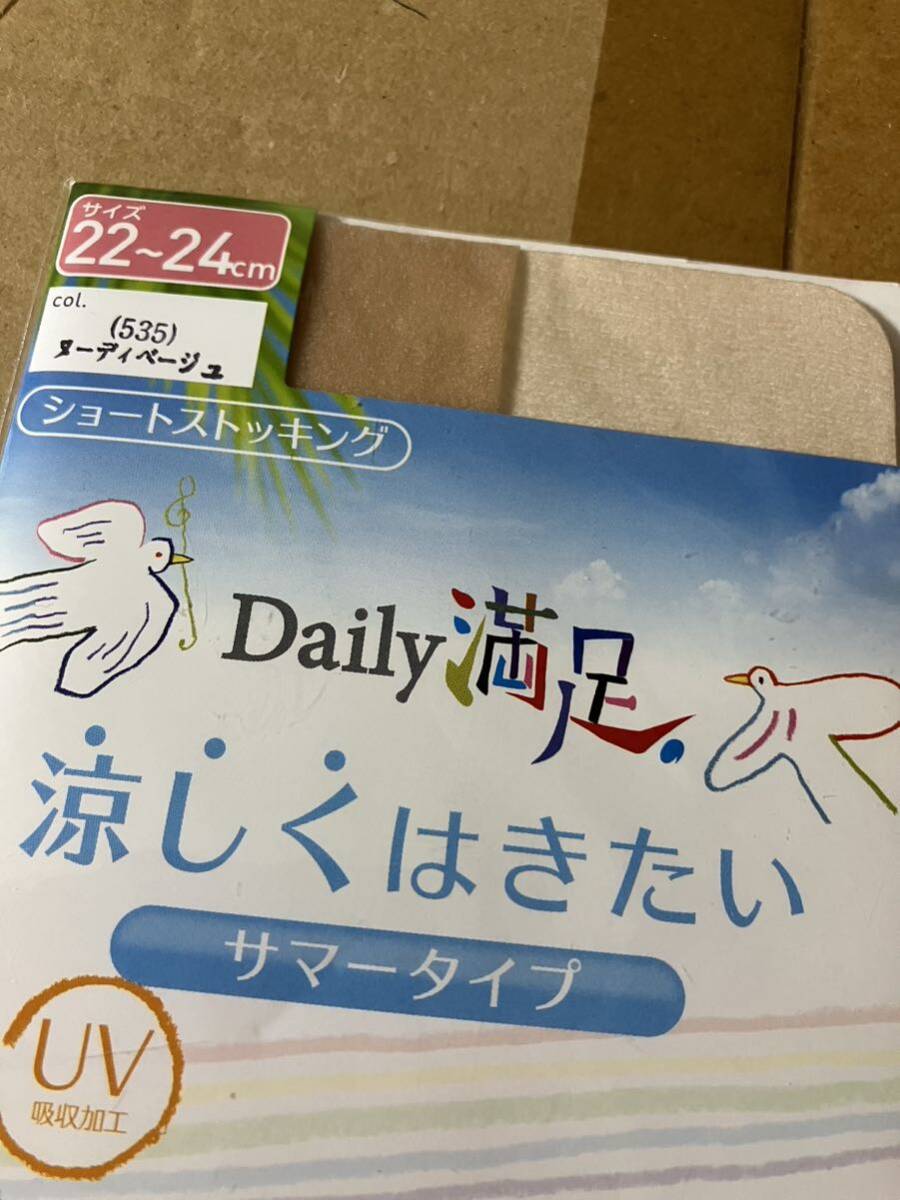 サイズ
22~24cm
col.
(535)
ヌーディベージュ
ショートストッキング
Daily満足.
涼しくはきたい
サマータイプ
UV
吸収加工